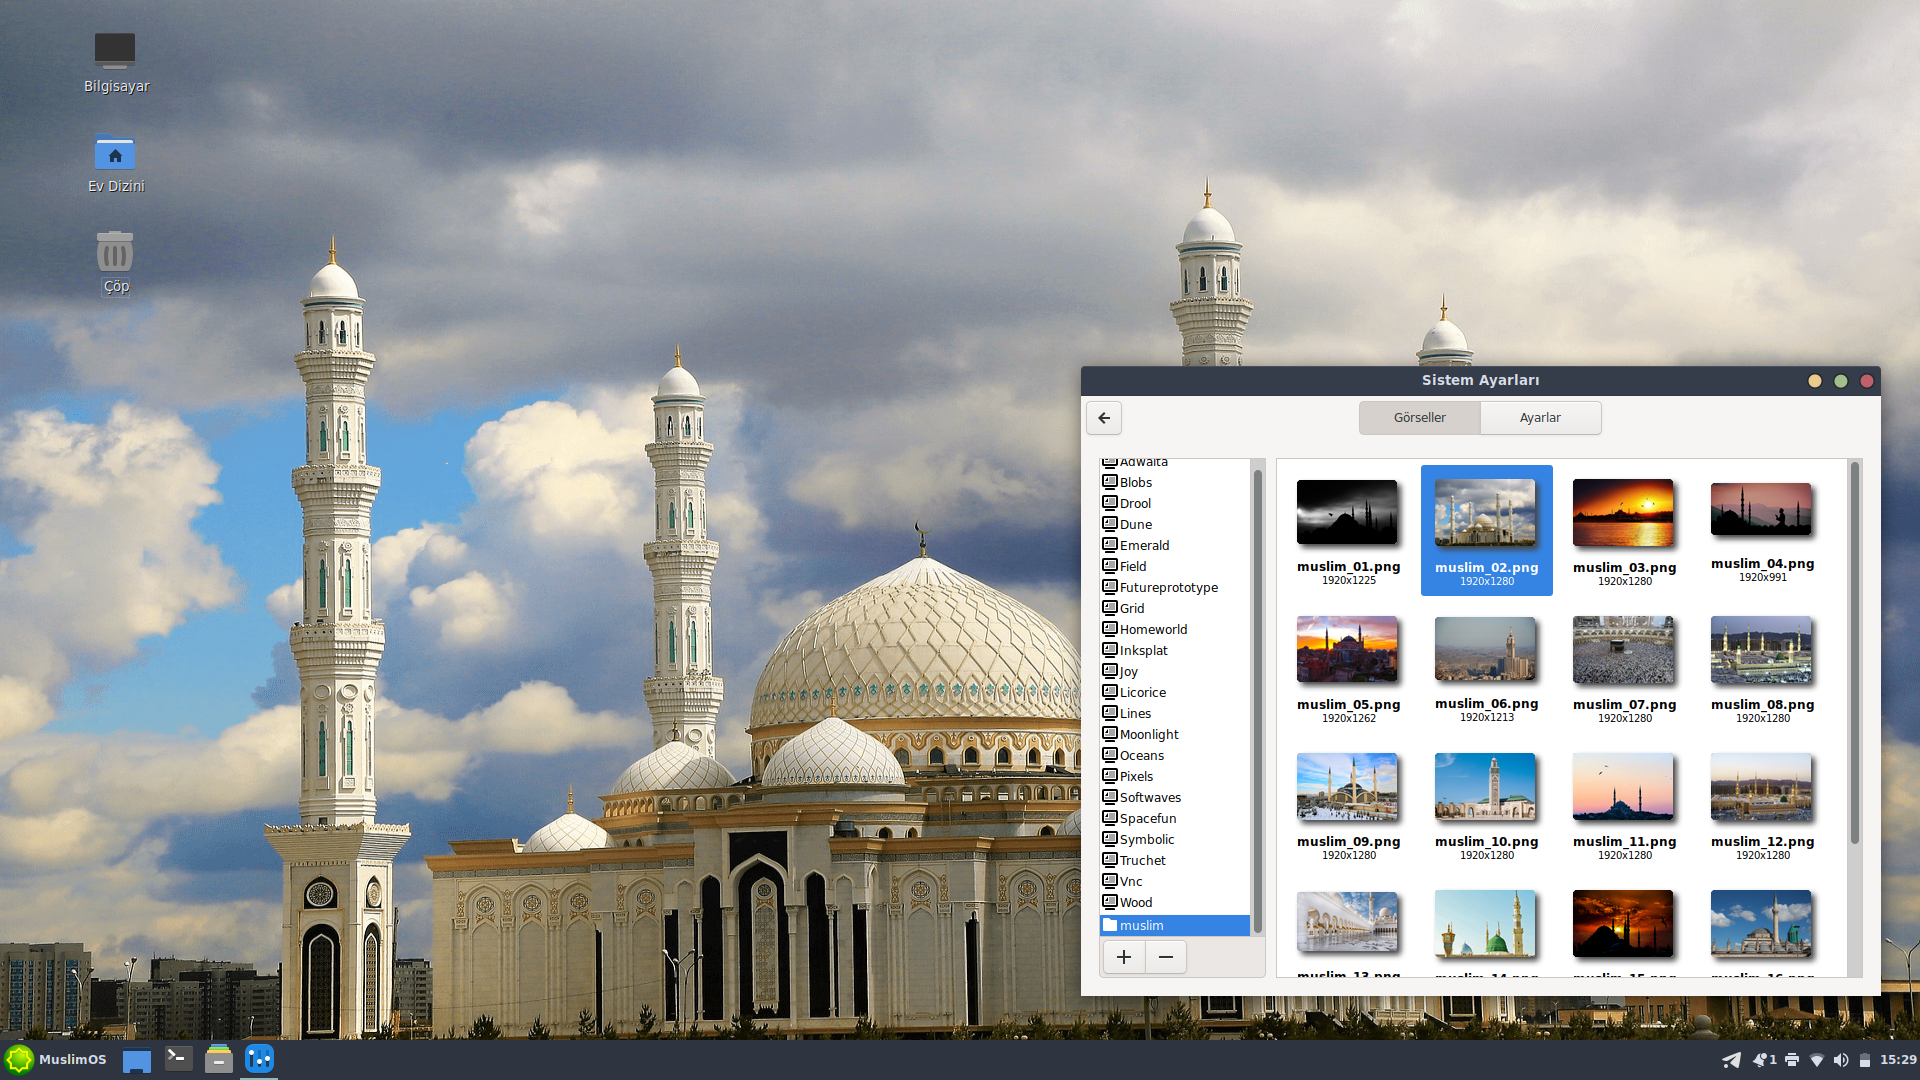 Bilgisayar
Ev Dizini
Çöp
Sistem Ayarları
Görseller
Ayarlar
Adwaita
Blobs
Drool
Dune
Emerald
Field
Futureprototype
Grid
Homeworld
Inksplat
Joy
Licorice
Lines
Moonlight
Oceans
Pixels
Softwaves
Spacefun
Symbolic
Truchet
Vnc
Wood
muslim
muslim_01.png
1920x1225
muslim_02.png
1920x1280
muslim_03.png
1920x1280
muslim_04.png
1920x991
muslim_05.png
1920x1262
muslim_06.png
1920x1213
muslim_07.png
1920x1280
muslim_08.png
1920x1280
muslim_09.png
1920x1280
muslim_10.png
1920x1280
muslim_11.png
1920x1280
muslim_12.png
1920x1280
muslim_13.png
MuslimOS
1
15:29